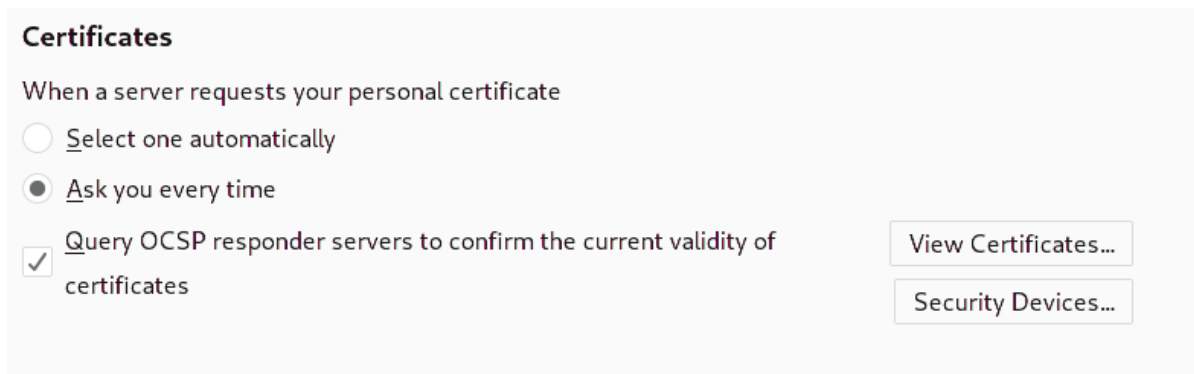 Certificates
When a server requests your personal certificate
Select one automatically
Ask you every time
Query OCSP responder servers to confirm the current validity of
certificates
View Certificates...
Security Devices...